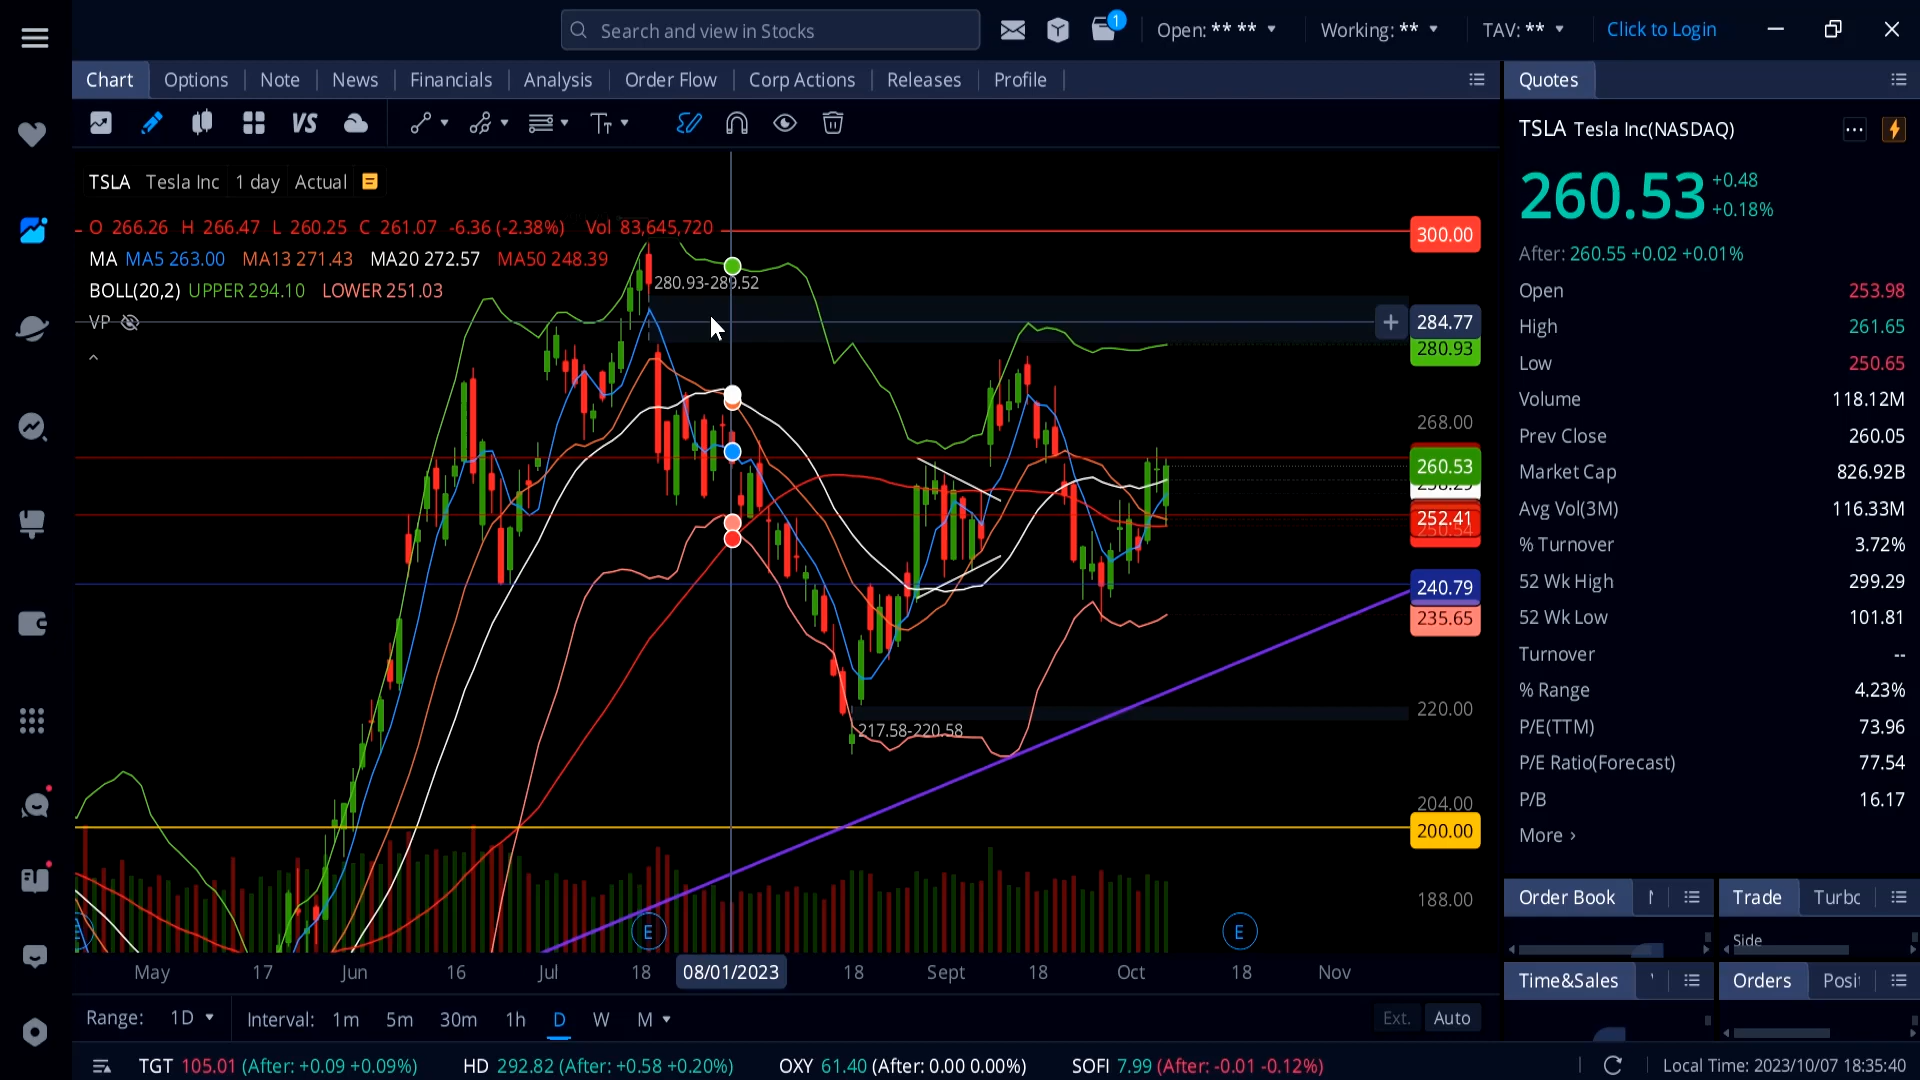 Search and view in Stocks
1
Open: ** **
Working: **
TAV: **
Click to Login
Chart
Options
Note
News
Financials
Analysis
Order Flow
Corp Actions
Releases
Profile
Quotes
VS
TT
TSLA Tesla Inc 1 day Actual
O 266.26 H 266.47 L 260.25 C 261.07 -6.36 (-2.38%) Vol 83,645,720
MA MA5 263.00 MA13 271.43 MA20 272.57 MA50 248.39
BOLL(20,2) UPPER 294.10 LOWER 251.03
VP
280.93-289.52
217.58-220.58
300.00
284.77
280.93
268.00
260.53
252.41
240.79
235.65
220.00
204.00
200.00
188.00
E
E
May 17 Jun 16 Jul 18 08/01/2023 18 Sept 18 Oct 18 Nov
Range: 1D Interval: 1m 5m 30m 1h D W M
Ext. Auto
TSLA Tesla Inc(NASDAQ)
260.53
+0.48
+0.18%
After: 260.55 +0.02 +0.01%
Open 253.98
High 261.65
Low 250.65
Volume 118.12M
Prev Close 260.05
Market Cap 826.92B
Avg Vol(3M) 116.33M
% Turnover 3.72%
52 Wk High 299.29
52 Wk Low 101.81
Turnover --
% Range 4.23%
P/E(TTM) 73.96
P/E Ratio(Forecast) 77.54
P/B 16.17
More ›
Order Book
Trade
Side
Time&Sales
Orders
TGT 105.01 (After: +0.09 +0.09%)
HD 292.82 (After: +0.58 +0.20%)
OXY 61.40 (After: 0.00 0.00%)
SOFI 7.99 (After: -0.01 -0.12%)
Local Time: 2023/10/07 18:35:40